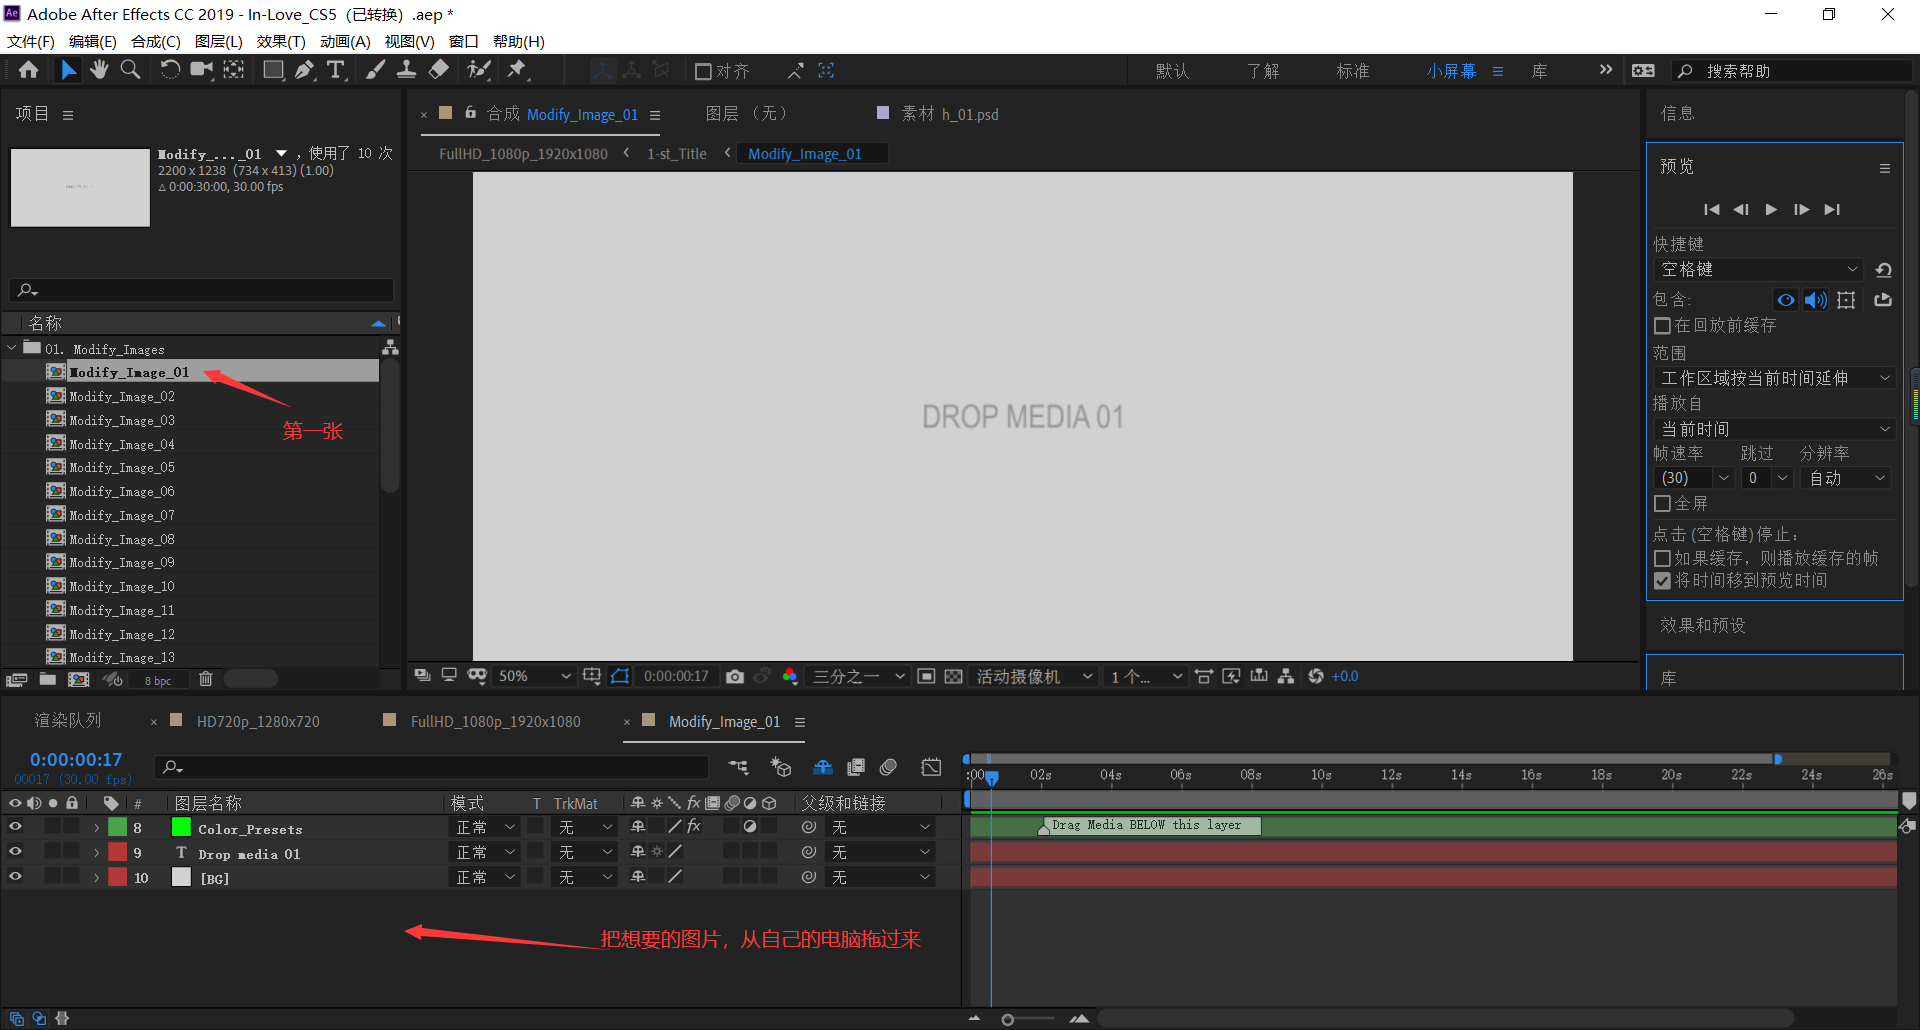 Ae Adobe After Effects CC 2019 - In-Love_CS5（已转换）.aep *
文件(F) 编辑(E) 合成(C) 图层(L) 效果(T) 动画(A) 视图(V) 窗口 帮助(H)
对齐 默认 了解 标准 小屏幕 库 搜索帮助
项目
Modify_..._01 ，使用了 10 次
2200 x 1238 (734 x 413) (1.00)
△ 0:00:30:00, 30.00 fps
名称
01. Modify_Images
Modify_Image_01
Modify_Image_02
Modify_Image_03
Modify_Image_04
Modify_Image_05
Modify_Image_06
Modify_Image_07
Modify_Image_08
Modify_Image_09
Modify_Image_10
Modify_Image_11
Modify_Image_12
Modify_Image_13
第一张
8 bpc
合成 Modify_Image_01 图层 （无） 素材 h_01.psd
FullHD_1080p_1920x1080 1-st_Title Modify_Image_01
DROP MEDIA 01
50% 0:00:00:17 三分之一 活动摄像机 1 个... +0.0
信息
预览
快捷键
空格键
包含:
在回放前缓存
范围
工作区域按当前时间延伸
播放自
当前时间
帧速率 跳过 分辨率
(30) 0 自动
全屏
点击(空格键)停止:
如果缓存，则播放缓存的帧
将时间移到预览时间
效果和预设
库
渲染队列 HD720p_1280x720 FullHD_1080p_1920x1080 Modify_Image_01
0:00:00:17
00017 (30.00 fps)
:00 02s 04s 06s 08s 10s 12s 14s 16s 18s 20s 22s 24s 26s
# 图层名称 模式 T TrkMat fx 父级和链接
8 Color_Presets 正常 无 fx 无
Drag Media BELOW this layer
9 T Drop media 01 正常 无 无
10 [BG] 正常 无 无
把想要的图片，从自己的电脑拖过来